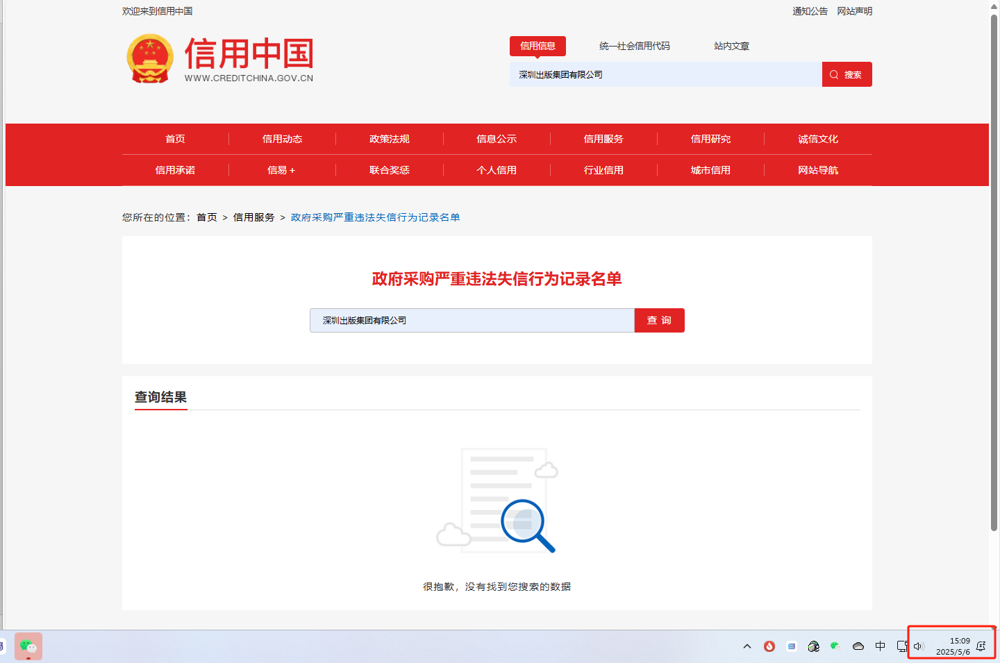 欢迎来到信用中国
通知公告 网站声明
信用中国
WWW.CREDITCHINA.GOV.CN
信用信息 统一社会信用代码 站内文章
深圳出版集团有限公司 搜索
首页 信用动态 政策法规 信息公示 信用服务 信用研究 诚信文化
信用承诺 信易+ 联合奖惩 个人信用 行业信用 城市信用 网站导航
您所在的位置：首页 > 信用服务 > 政府采购严重违法失信行为记录名单
政府采购严重违法失信行为记录名单
深圳出版集团有限公司 查 询
查询结果
很抱歉，没有找到您搜索的数据
中
15:09
2025/5/6